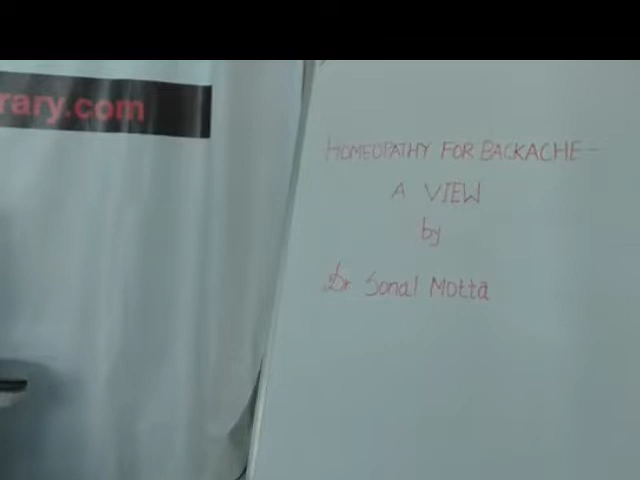 rary.com
HOMEOPATHY FOR BACKACHE-
A VIEW
by
Dr Sonal Motta